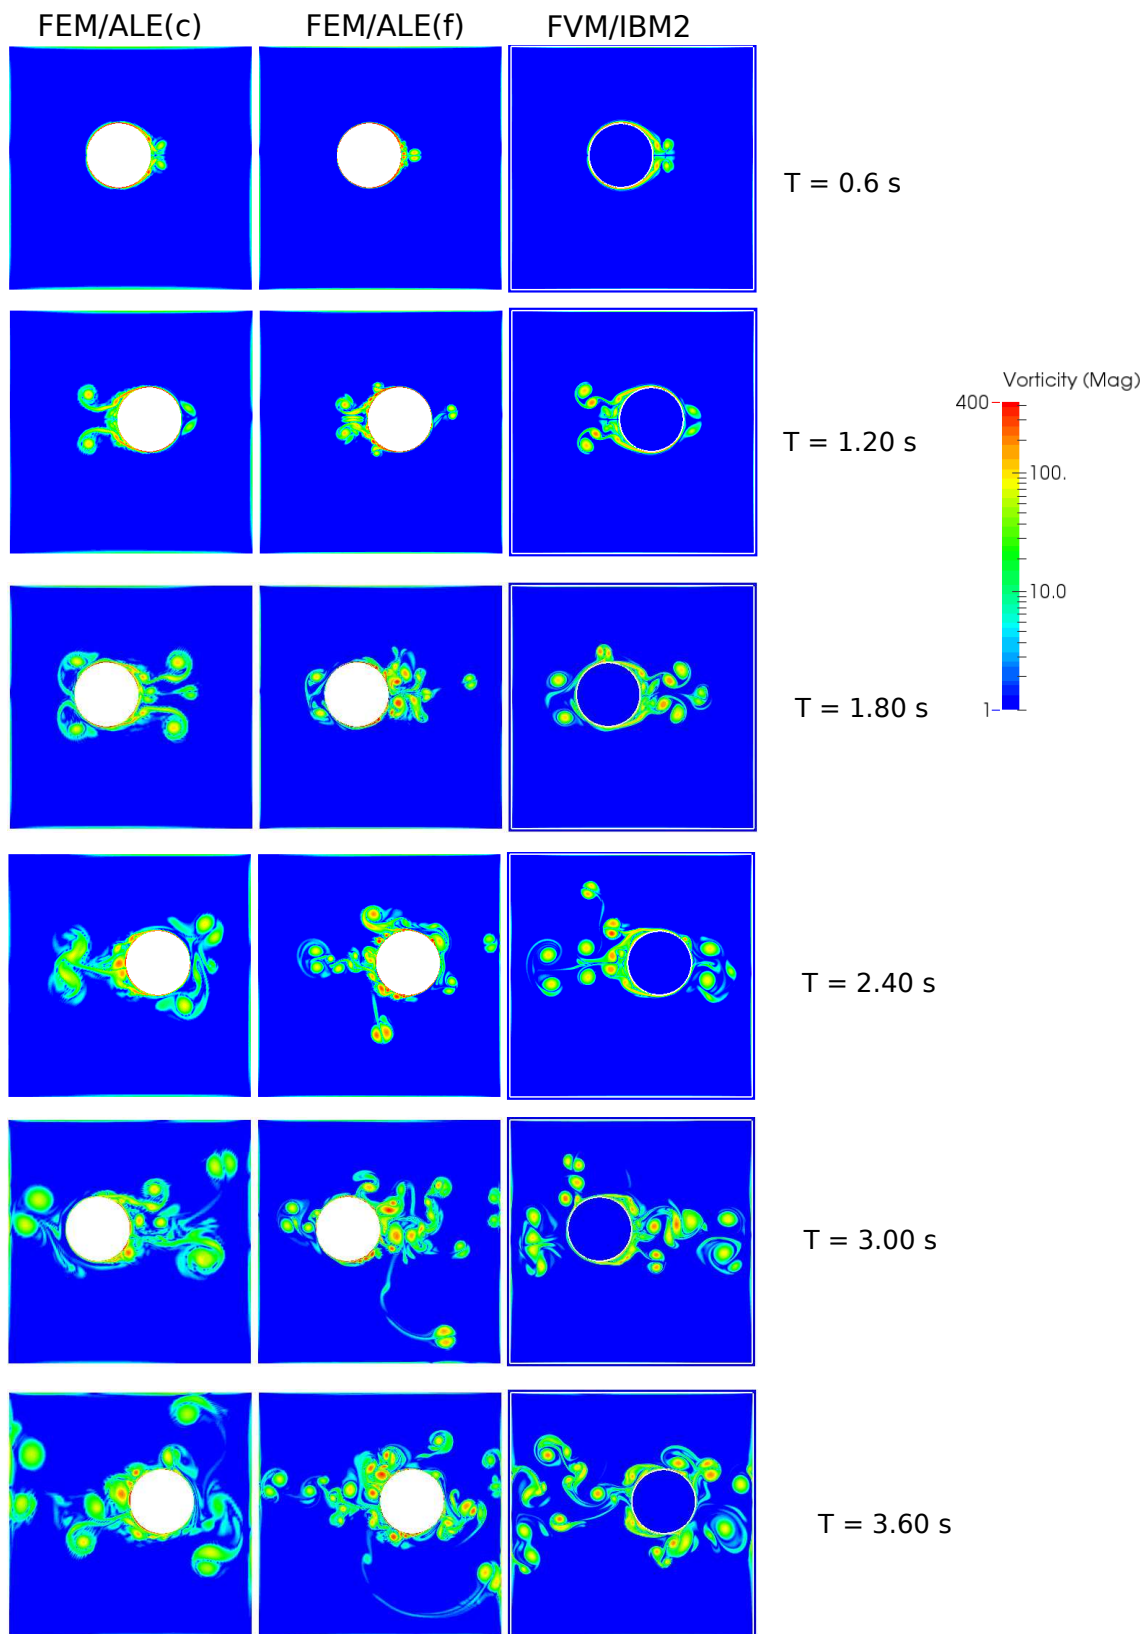 FEM/ALE(c) FEM/ALE(f) FVM/IBM2
T = 0.6 s
T = 1.20 s
Vorticity (Mag)
400
100.
10.0
1
T = 1.80 s
T = 2.40 s
T = 3.00 s
T = 3.60 s